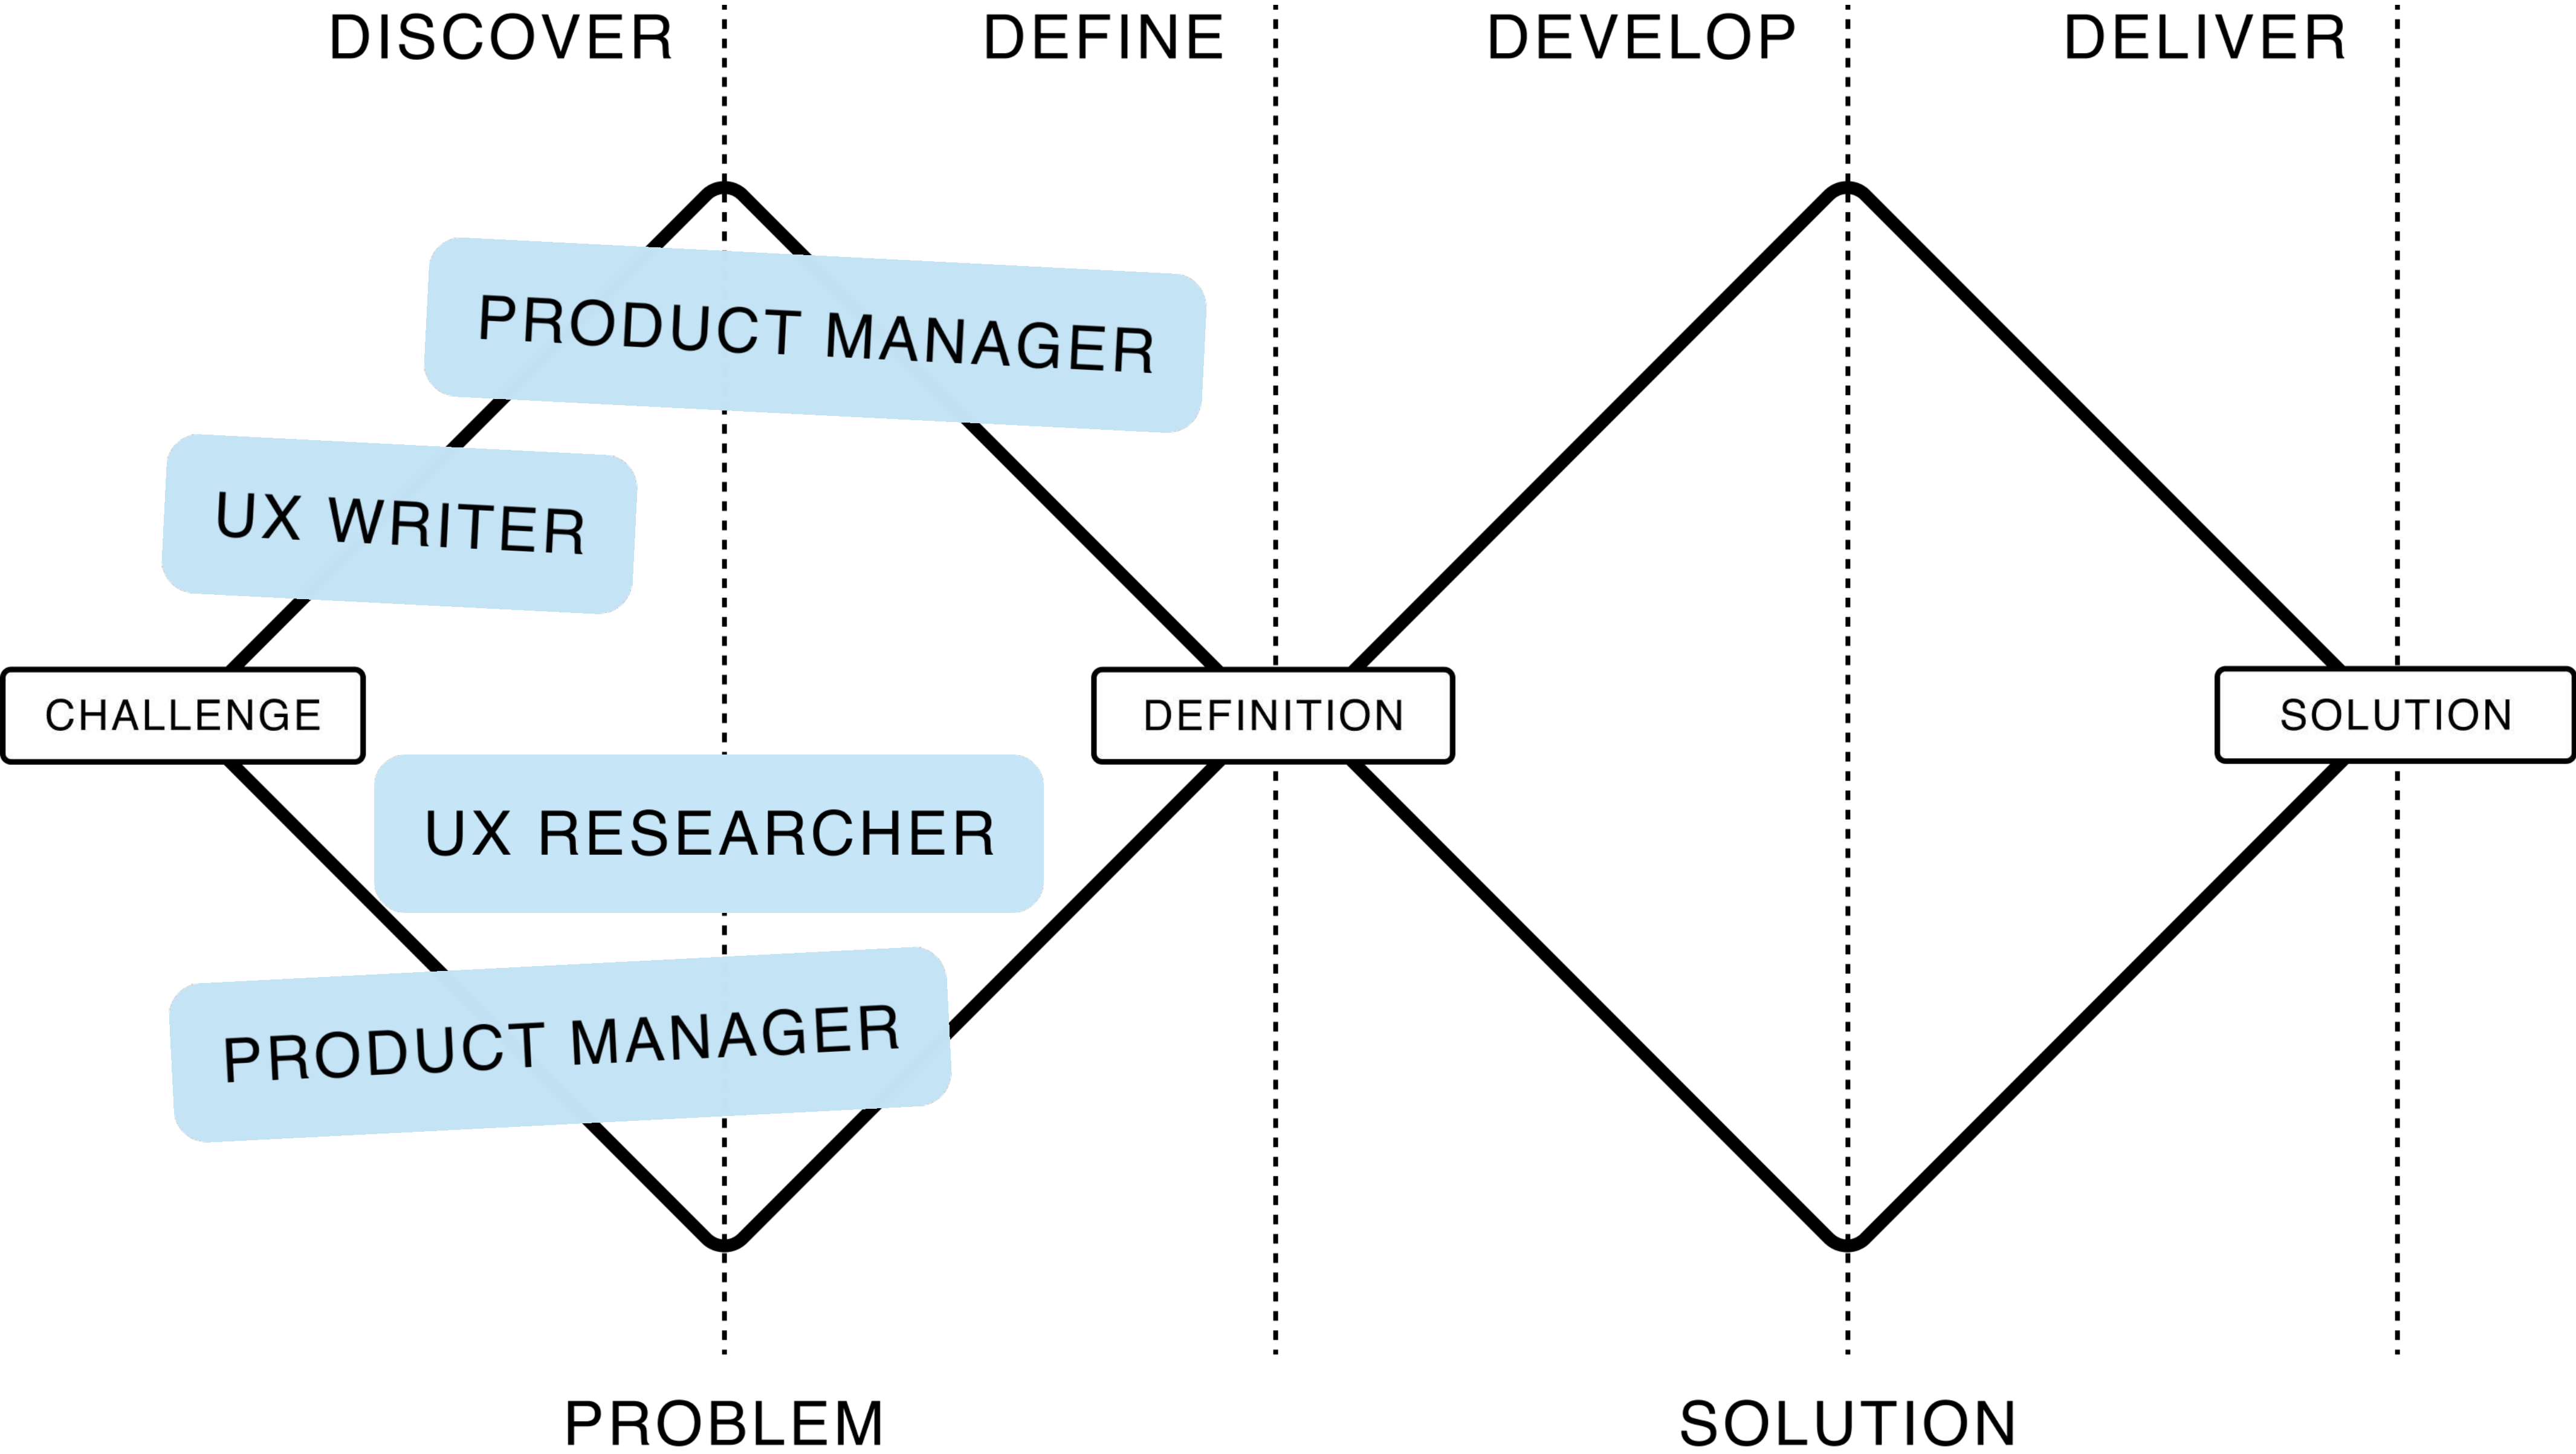 DISCOVER
DEFINE
DEVELOP
DELIVER
PRODUCT MANAGER
UX WRITER
CHALLENGE
DEFINITION
SOLUTION
UX RESEARCHER
PRODUCT MANAGER
PROBLEM
SOLUTION